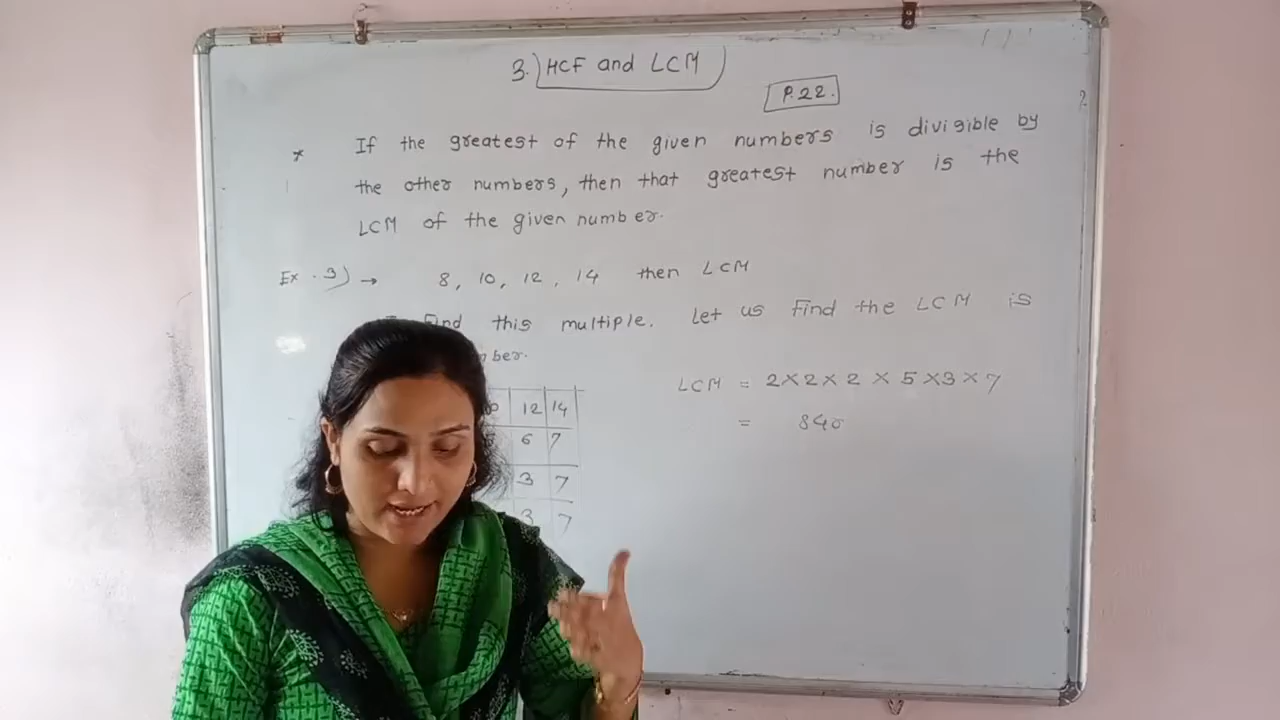 3.) HCF and LCM
P.22.
* If the greatest of the given numbers is divisible by
the other numbers, then that greatest number is the
LCM of the given number.
Ex. 3) → 8, 10, 12, 14 then LCM
Find this multiple. Let us Find the LCM is
ber.
12 14
6 7
3 7
3 7
LCM = 2×2×2×5×3×7
= 840